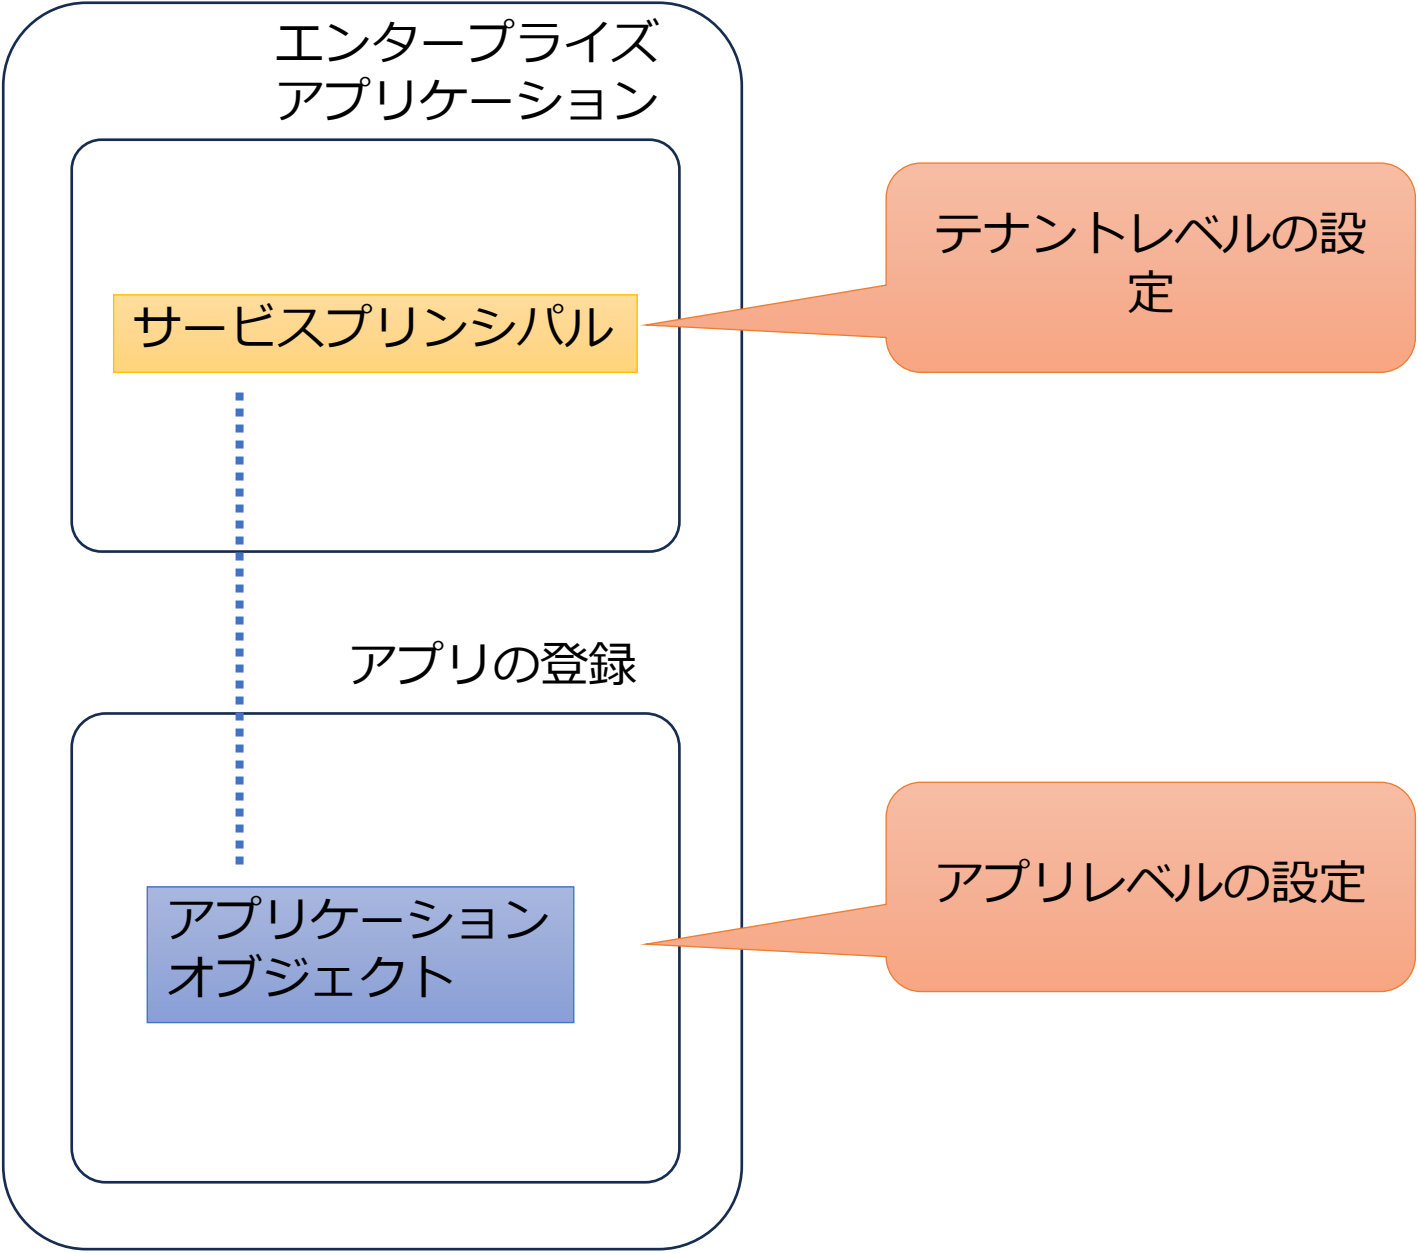 エンタープライズ
アプリケーション
サービスプリンシパル
テナントレベルの設
定
アプリの登録
アプリケーション
オブジェクト
アプリレベルの設定